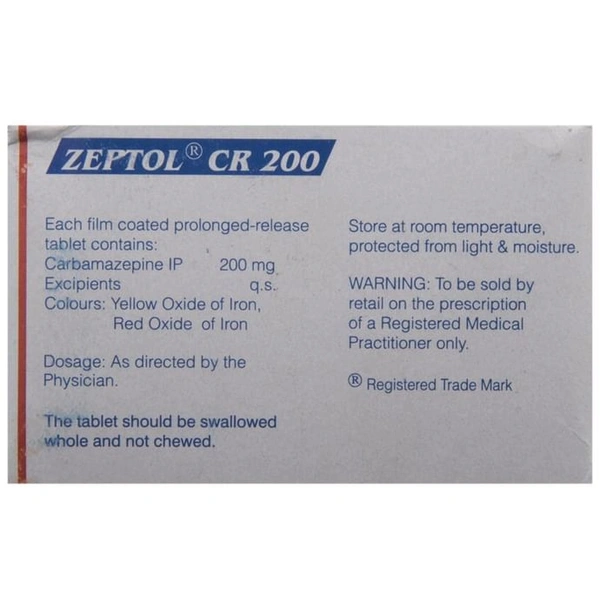 ZEPTOL® CR 200
Each film coated prolonged-release
tablet contains:
Carbamazepine IP 200 mg
Excipients q.s.
Colours: Yellow Oxide of Iron,
Red Oxide of Iron
Dosage: As directed by the
Physician.
The tablet should be swallowed
whole and not chewed.
Store at room temperature,
protected from light & moisture.
WARNING: To be sold by
retail on the prescription
of a Registered Medical
Practitioner only.
® Registered Trade Mark